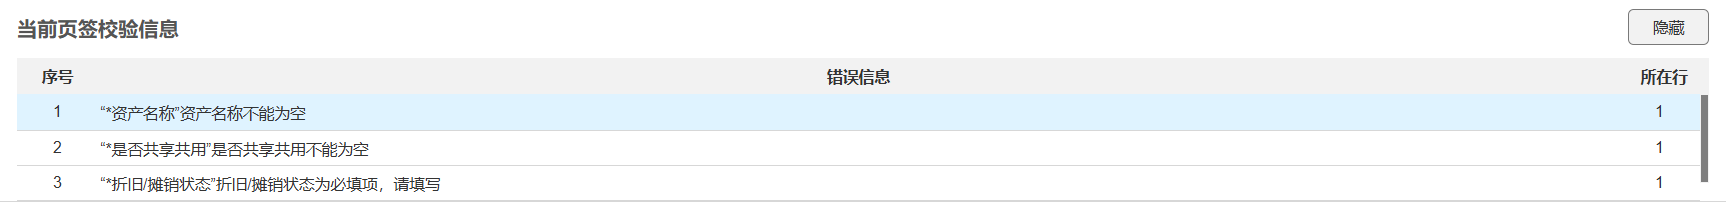 当前页签校验信息 隐藏
序号 错误信息 所在行
1 “*资产名称”资产名称不能为空 1
2 “*是否共享共用”是否共享共用不能为空 1
3 “*折旧/摊销状态”折旧/摊销状态为必填项，请填写 1